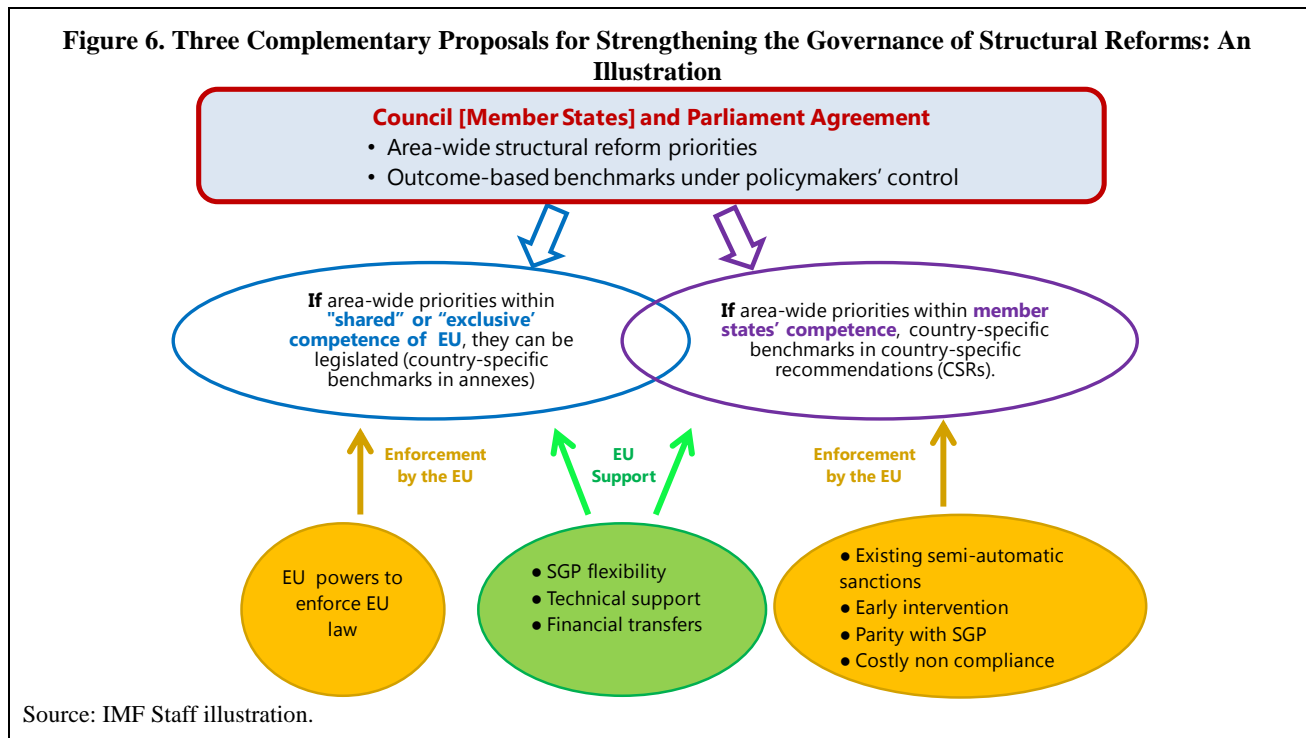 Figure 6. Three Complementary Proposals for Strengthening the Governance of Structural Reforms: An
Illustration
Council [Member States] and Parliament Agreement
• Area-wide structural reform priorities
• Outcome-based benchmarks under policymakers' control
If area-wide priorities within
"shared" or "exclusive' 
competence of EU, they can be
legislated (country-specific
benchmarks in annexes)
If area-wide priorities within member
states' competence, country-specific
benchmarks in country-specific
recommendations (CSRs).
Enforcement
by the EU
EU
Support
Enforcement
by the EU
EU powers to
enforce EU
law
● SGP flexibility
● Technical support
● Financial transfers
● Existing semi-automatic
sanctions
● Early intervention
● Parity with SGP
● Costly non compliance
Source: IMF Staff illustration.